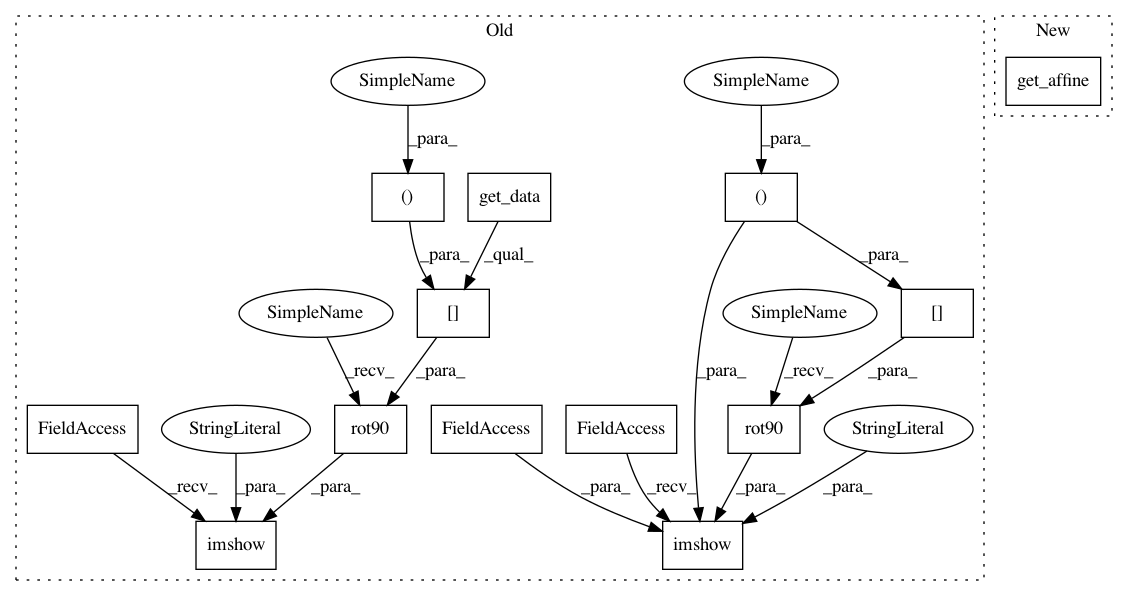 Old
New
SimpleName
SimpleName
get_affine
_para_
_para_
()
get_data
()
_para_
_qual_
_para_
SimpleName
[]
SimpleName
[]
_recv_
_para_
_para_
_recv_
_para_
FieldAccess
StringLiteral
rot90
FieldAccess
FieldAccess
rot90
StringLiteral
_recv_
_para_
_para_
_para_
_recv_
_para_
_para_
imshow
imshow